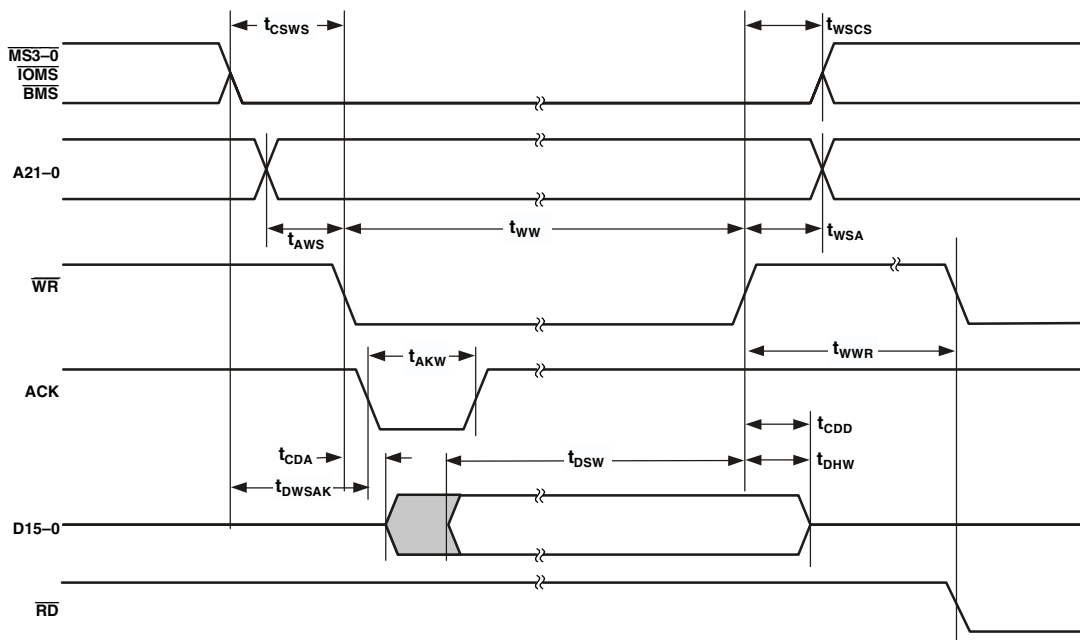 tCSWS
tWSCS
MS3–0
IOMS
BMS
A21–0
tAWS
tWW
tWSA
WR
tAKW
tWWR
ACK
tCDD
tCDA
tDSW
tDHW
tDWSAK
D15–0
RD